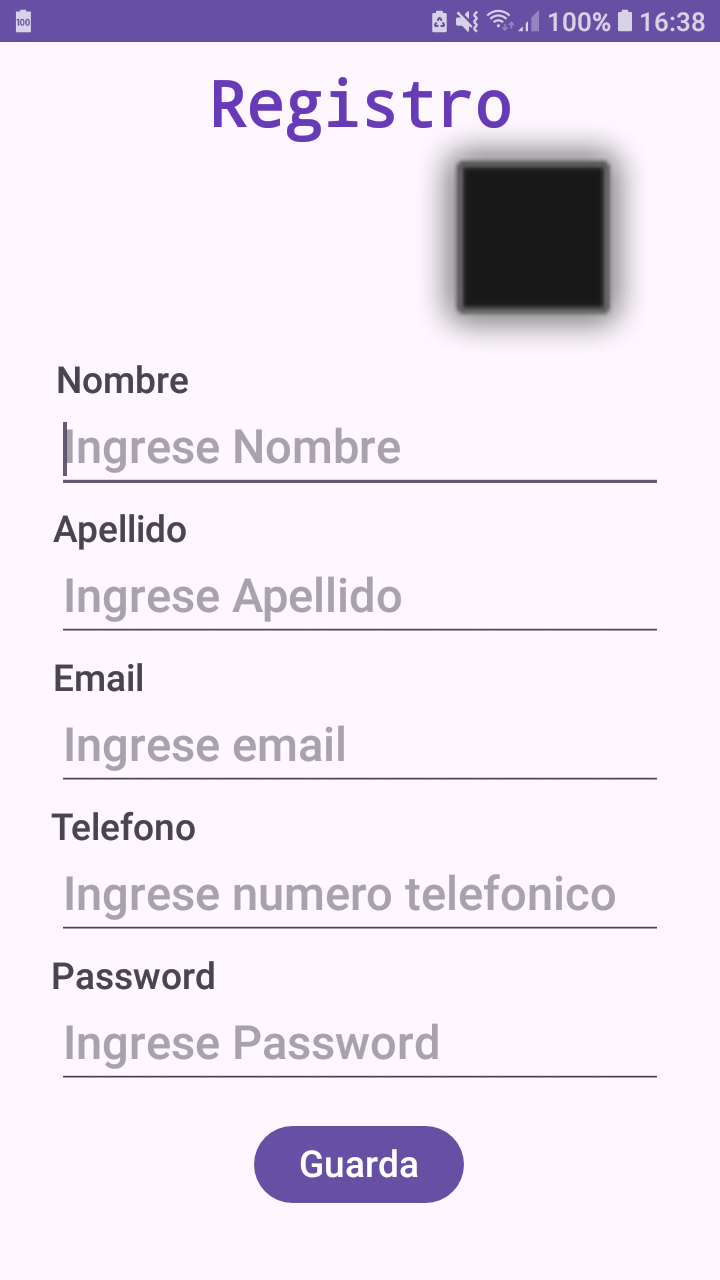 100
100% 16:38
Registro
Nombre
Ingrese Nombre
Apellido
Ingrese Apellido
Email
Ingrese email
Telefono
Ingrese numero telefonico
Password
Ingrese Password
Guarda